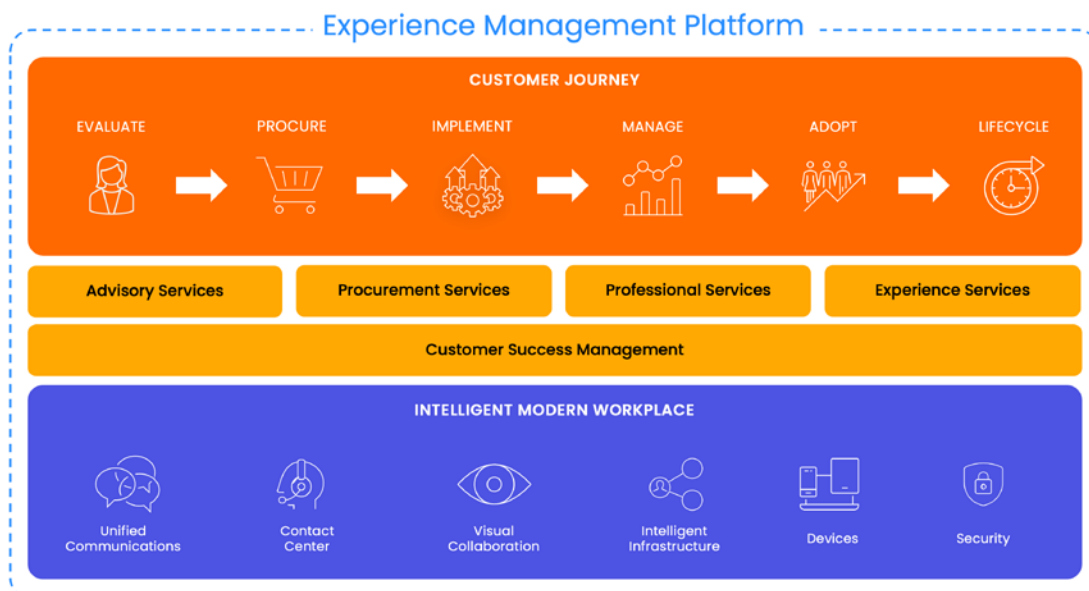 Experience Management Platform
CUSTOMER JOURNEY
EVALUATE
PROCURE
IMPLEMENT
MANAGE
ADOPT
LIFECYCLE
Advisory Services
Procurement Services
Professional Services
Experience Services
Customer Success Management
INTELLIGENT MODERN WORKPLACE
Unified
Communications
Contact
Center
Visual
Collaboration
Intelligent
Infrastructure
Devices
Security